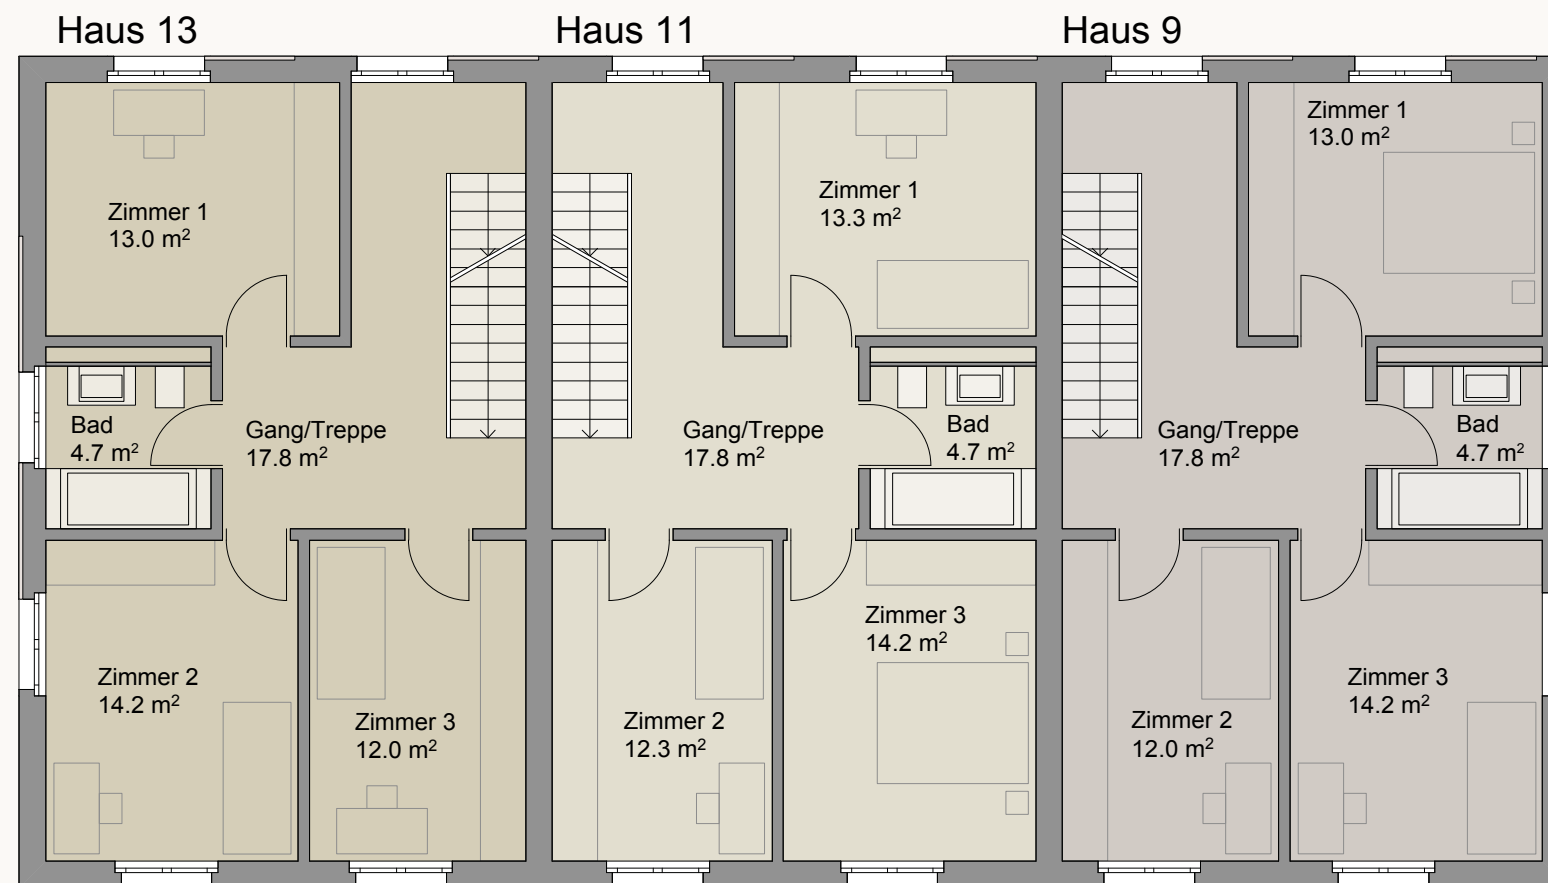 Haus 13
Haus 11
Haus 9
Zimmer 1
13.0 m²
Bad
4.7 m²
Gang/Treppe
17.8 m²
Zimmer 2
14.2 m²
Zimmer 3
12.0 m²
Zimmer 1
13.3 m²
Gang/Treppe
17.8 m²
Bad
4.7 m²
Zimmer 2
12.3 m²
Zimmer 3
14.2 m²
Zimmer 1
13.0 m²
Gang/Treppe
17.8 m²
Bad
4.7 m²
Zimmer 2
12.0 m²
Zimmer 3
14.2 m²